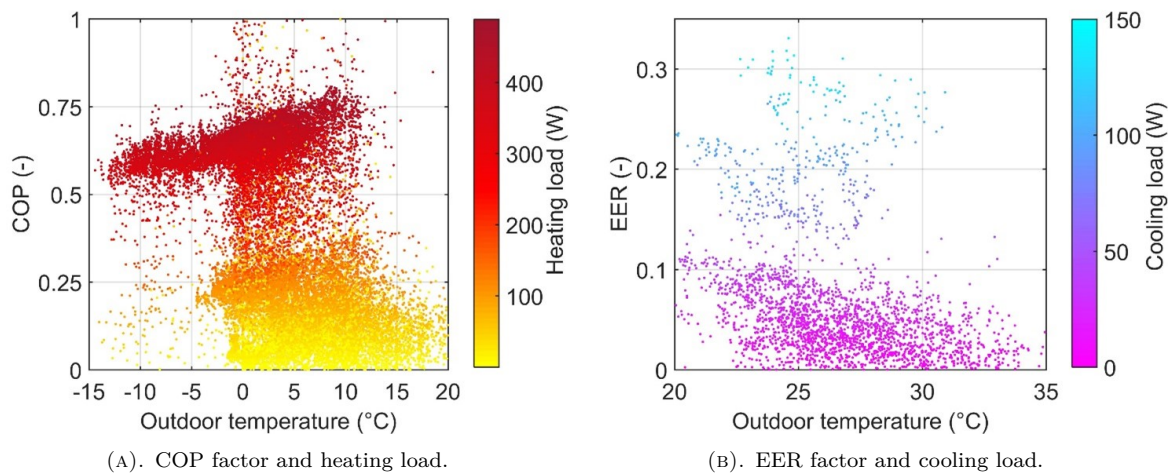 1
0.75
0.5
0.25
0
COP (-)
-15 -10 -5 0 5 10 15 20
Outdoor temperature (°C)
400
300
200
100
Heating load (W)
(A). COP factor and heating load.
0.3
0.2
0.1
0
EER (-)
20 25 30 35
Outdoor temperature (°C)
150
100
50
0
Cooling load (W)
(B). EER factor and cooling load.